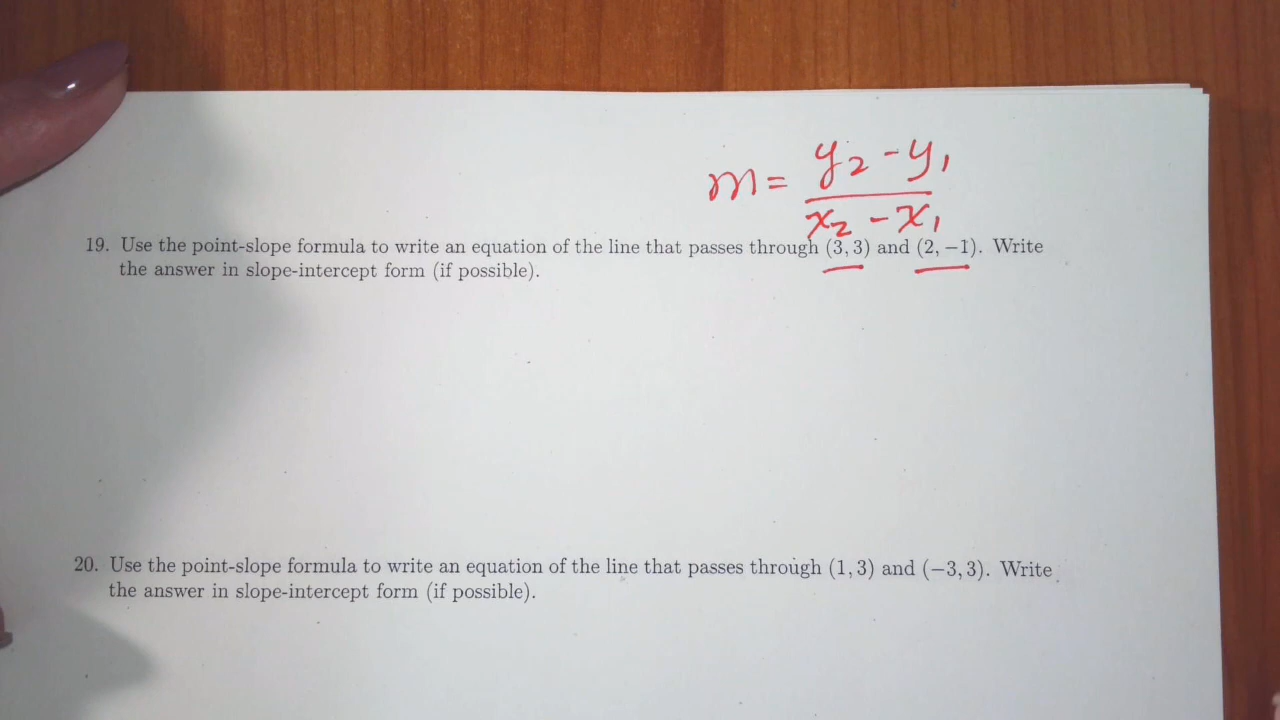 m = y₂ - y₁
x₂ - x₁
19. Use the point-slope formula to write an equation of the line that passes through (3, 3) and (2, −1). Write
the answer in slope-intercept form (if possible).
20. Use the point-slope formula to write an equation of the line that passes through (1, 3) and (−3, 3). Write
the answer in slope-intercept form (if possible).